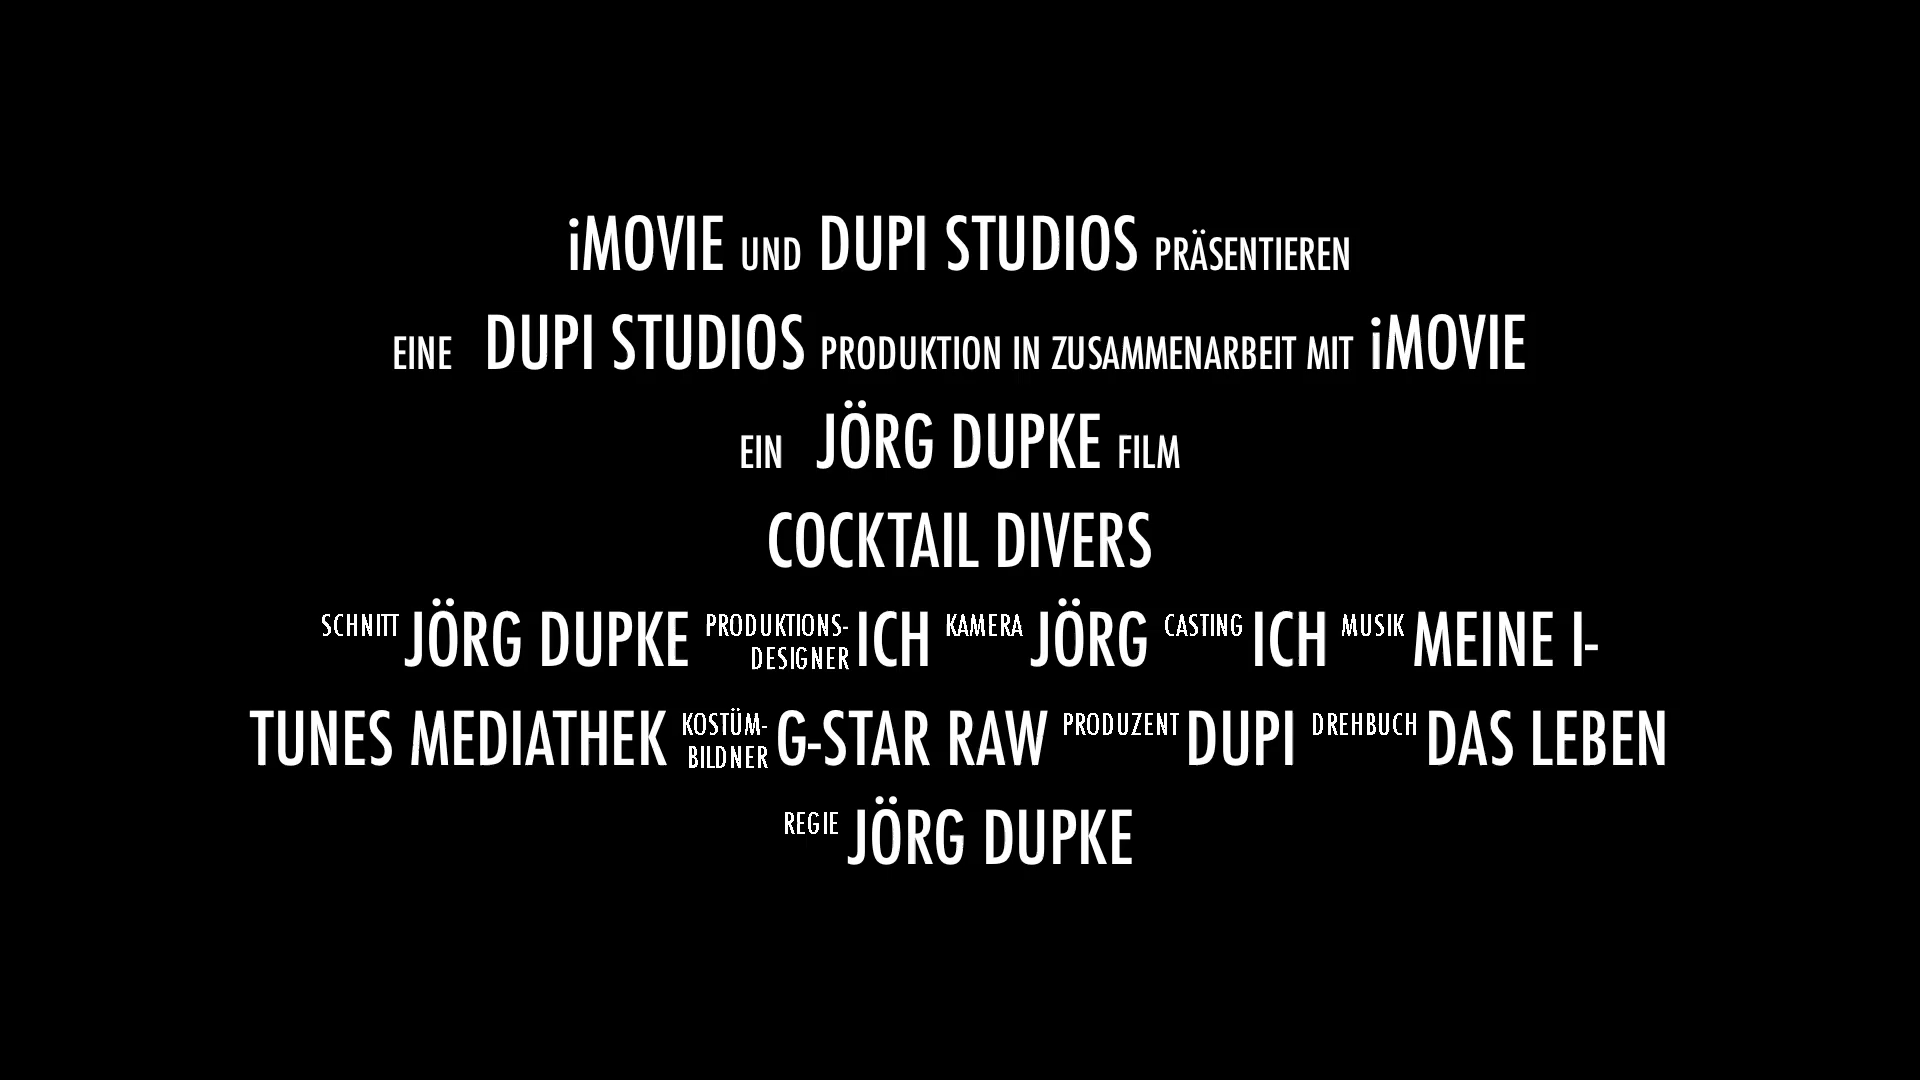 iMOVIE UND DUPI STUDIOS PRÄSENTIEREN
EINE DUPI STUDIOS PRODUKTION IN ZUSAMMENARBEIT MIT iMOVIE
EIN JÖRG DUPKE FILM
COCKTAIL DIVERS
SCHNITT JÖRG DUPKE PRODUKTIONS-DESIGNER ICH KAMERA JÖRG CASTING ICH MUSIK MEINE I-
TUNES MEDIATHEK KOSTÜM-BILDNER G-STAR RAW PRODUZENT DUPI DREHBUCH DAS LEBEN
REGIE JÖRG DUPKE